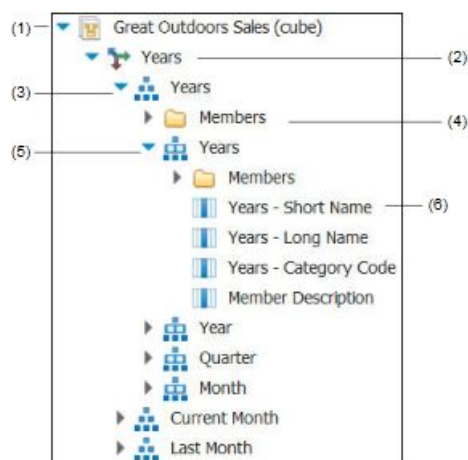 (1) Great Outdoors Sales (cube)
Years (2)
(3) Years
Members (4)
(5) Years
Members
Years - Short Name (6)
Years - Long Name
Years - Category Code
Member Description
Year
Quarter
Month
Current Month
Last Month